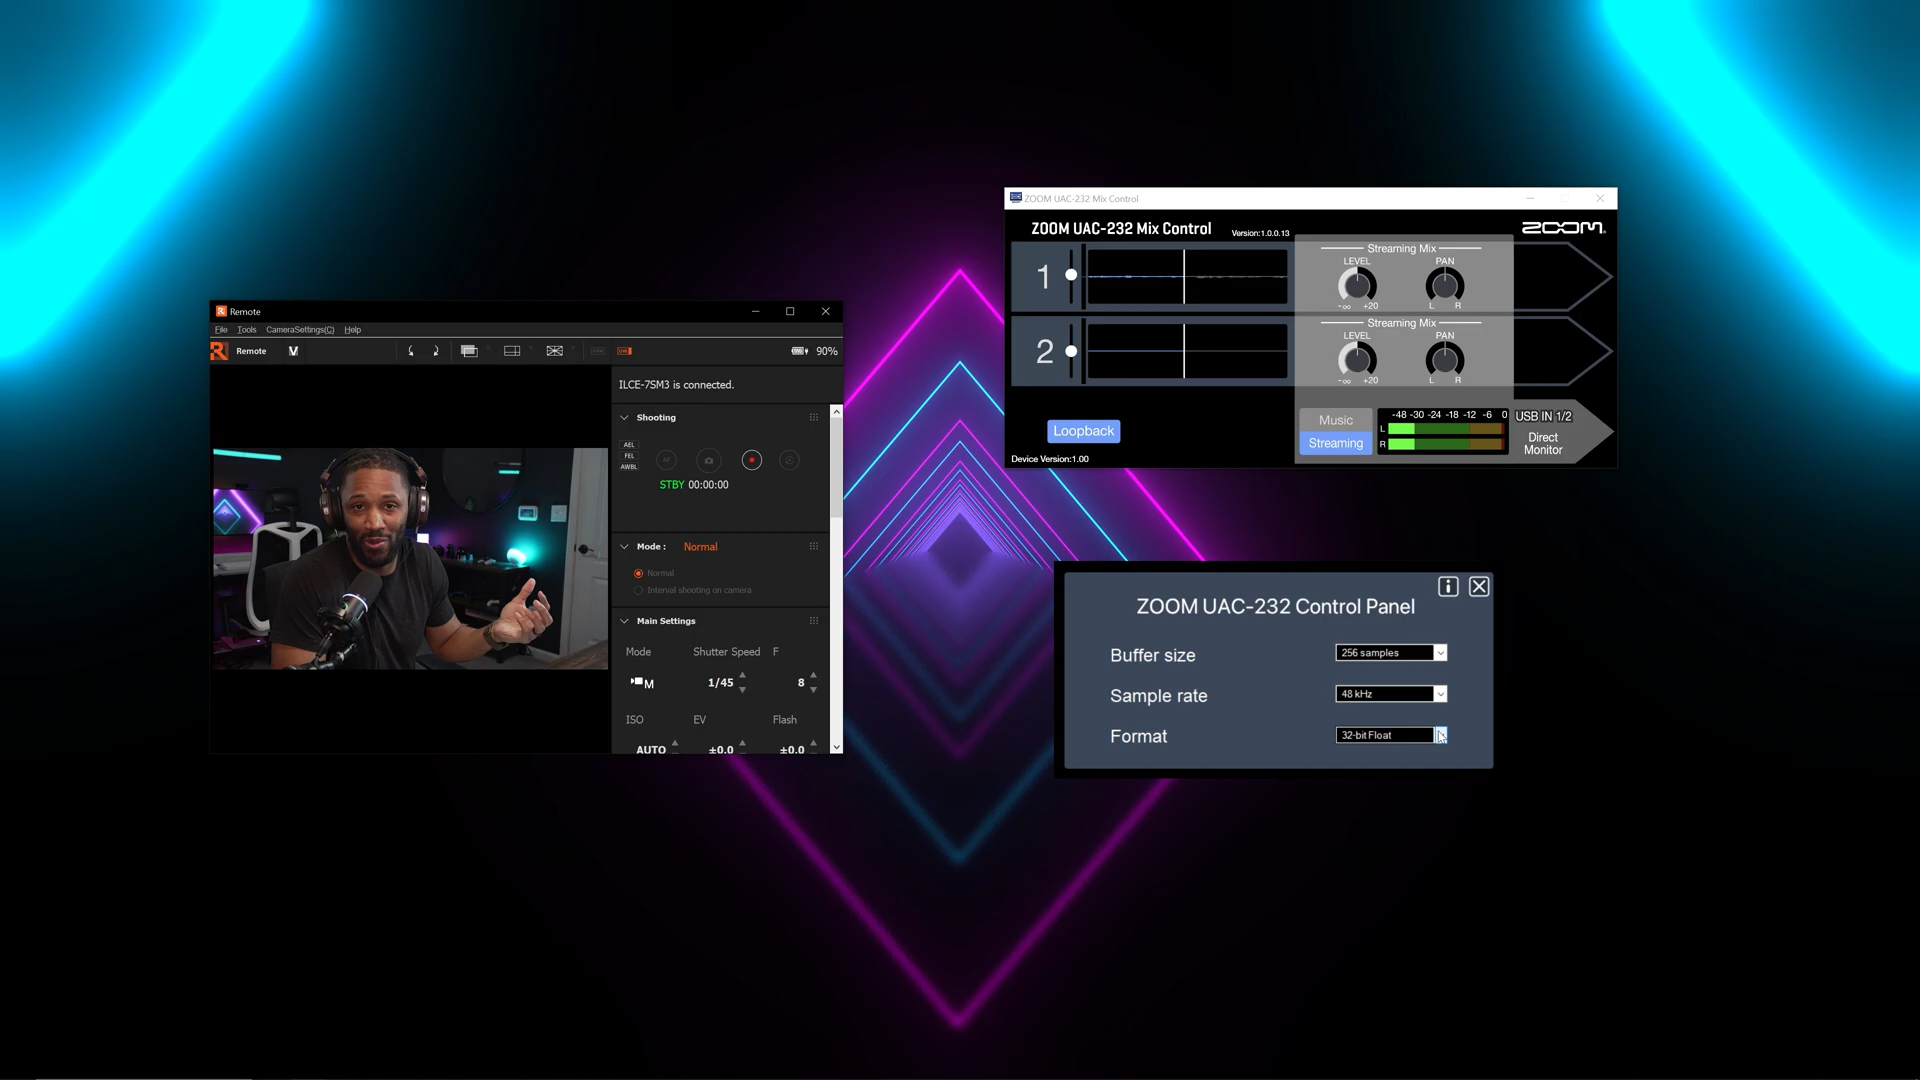 Remote
File Tools CameraSettings(C) Help
Remote V 90%
ILCE-7SM3 is connected.
Shooting
AEL
FEL
AWBL
STBY 00:00:00
Mode : Normal
Normal
Interval shooting on camera
Main Settings
Mode Shutter Speed F
M 1/45 8
ISO EV Flash
AUTO ±0.0 ±0.0
ZOOM UAC-232 Mix Control
ZOOM UAC-232 Mix Control Version:1.0.0.13 ZOOM
1
Streaming Mix
LEVEL PAN
-∞ +20 L R
2
Streaming Mix
LEVEL PAN
-∞ +20 L R
Loopback
Music
Streaming
-48 -30 -24 -18 -12 -6 0
L
R
USB IN 1/2
Direct
Monitor
Device Version:1.00
ZOOM UAC-232 Control Panel
Buffer size 256 samples
Sample rate 48 kHz
Format 32-bit Float